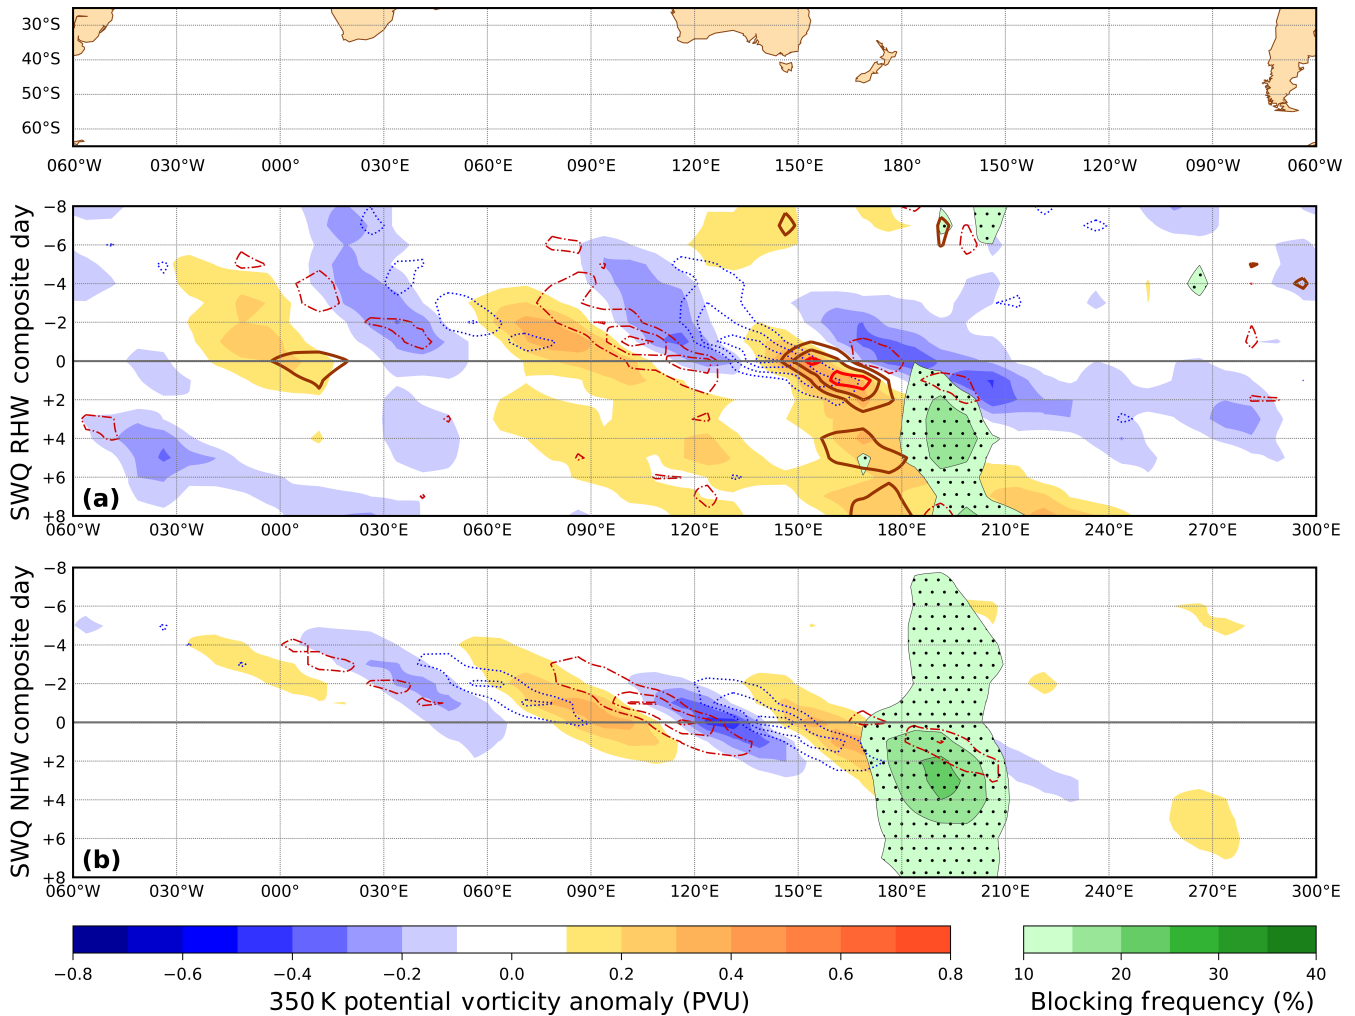 30°S
40°S
50°S
60°S
060°W 030°W 000° 030°E 060°E 090°E 120°E 150°E 180° 150°W 120°W 090°W 060°W
SWQ RHW composite day
−8
−6
−4
−2
0
+2
+4
+6
+8
(a)
060°W 030°W 000° 030°E 060°E 090°E 120°E 150°E 180°E 210°E 240°E 270°E 300°E
SWQ NHW composite day
−8
−6
−4
−2
0
+2
+4
+6
+8
(b)
060°W 030°W 000° 030°E 060°E 090°E 120°E 150°E 180°E 210°E 240°E 270°E 300°E
−0.8 −0.6 −0.4 −0.2 0.0 0.2 0.4 0.6 0.8
350 K potential vorticity anomaly (PVU)
10 20 30 40
Blocking frequency (%)